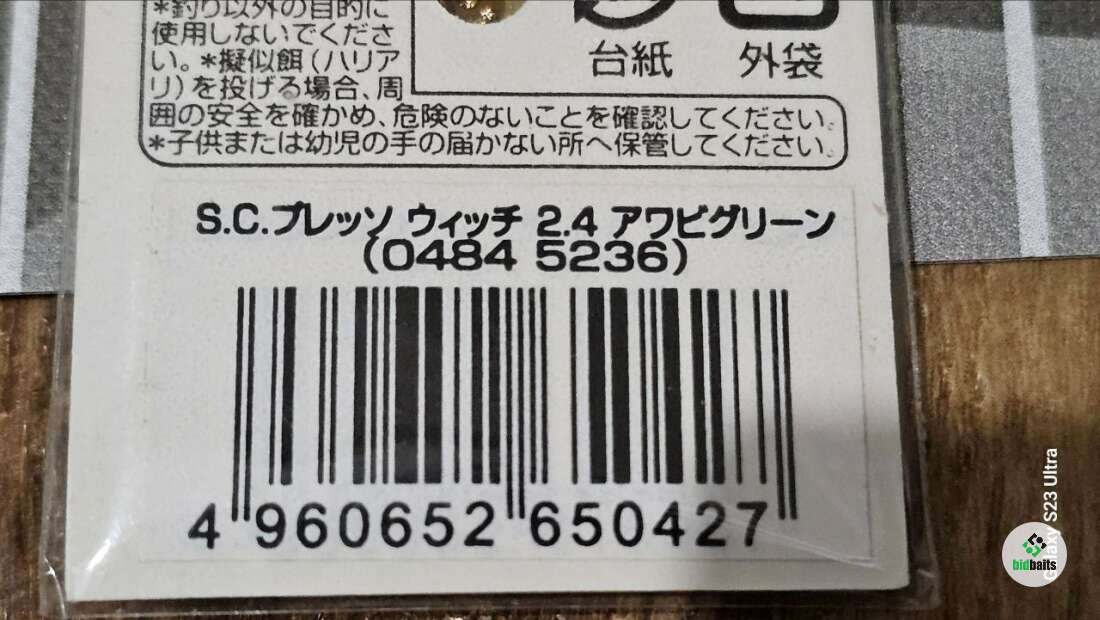 *釣り以外の目的に
使用しないでくださ
い。*擬似餌(ハリア
リ)を投げる場合、周
囲の安全を確かめ、危険のないことを確認してください。
*子供または幼児の手の届かない所へ保管してください。
台紙 外袋
S.C.プレッソ ウィッチ 2.4 アワビグリーン
(0484 5236)
4 960652 650427
Galaxy S23 Ultra
bidbaits